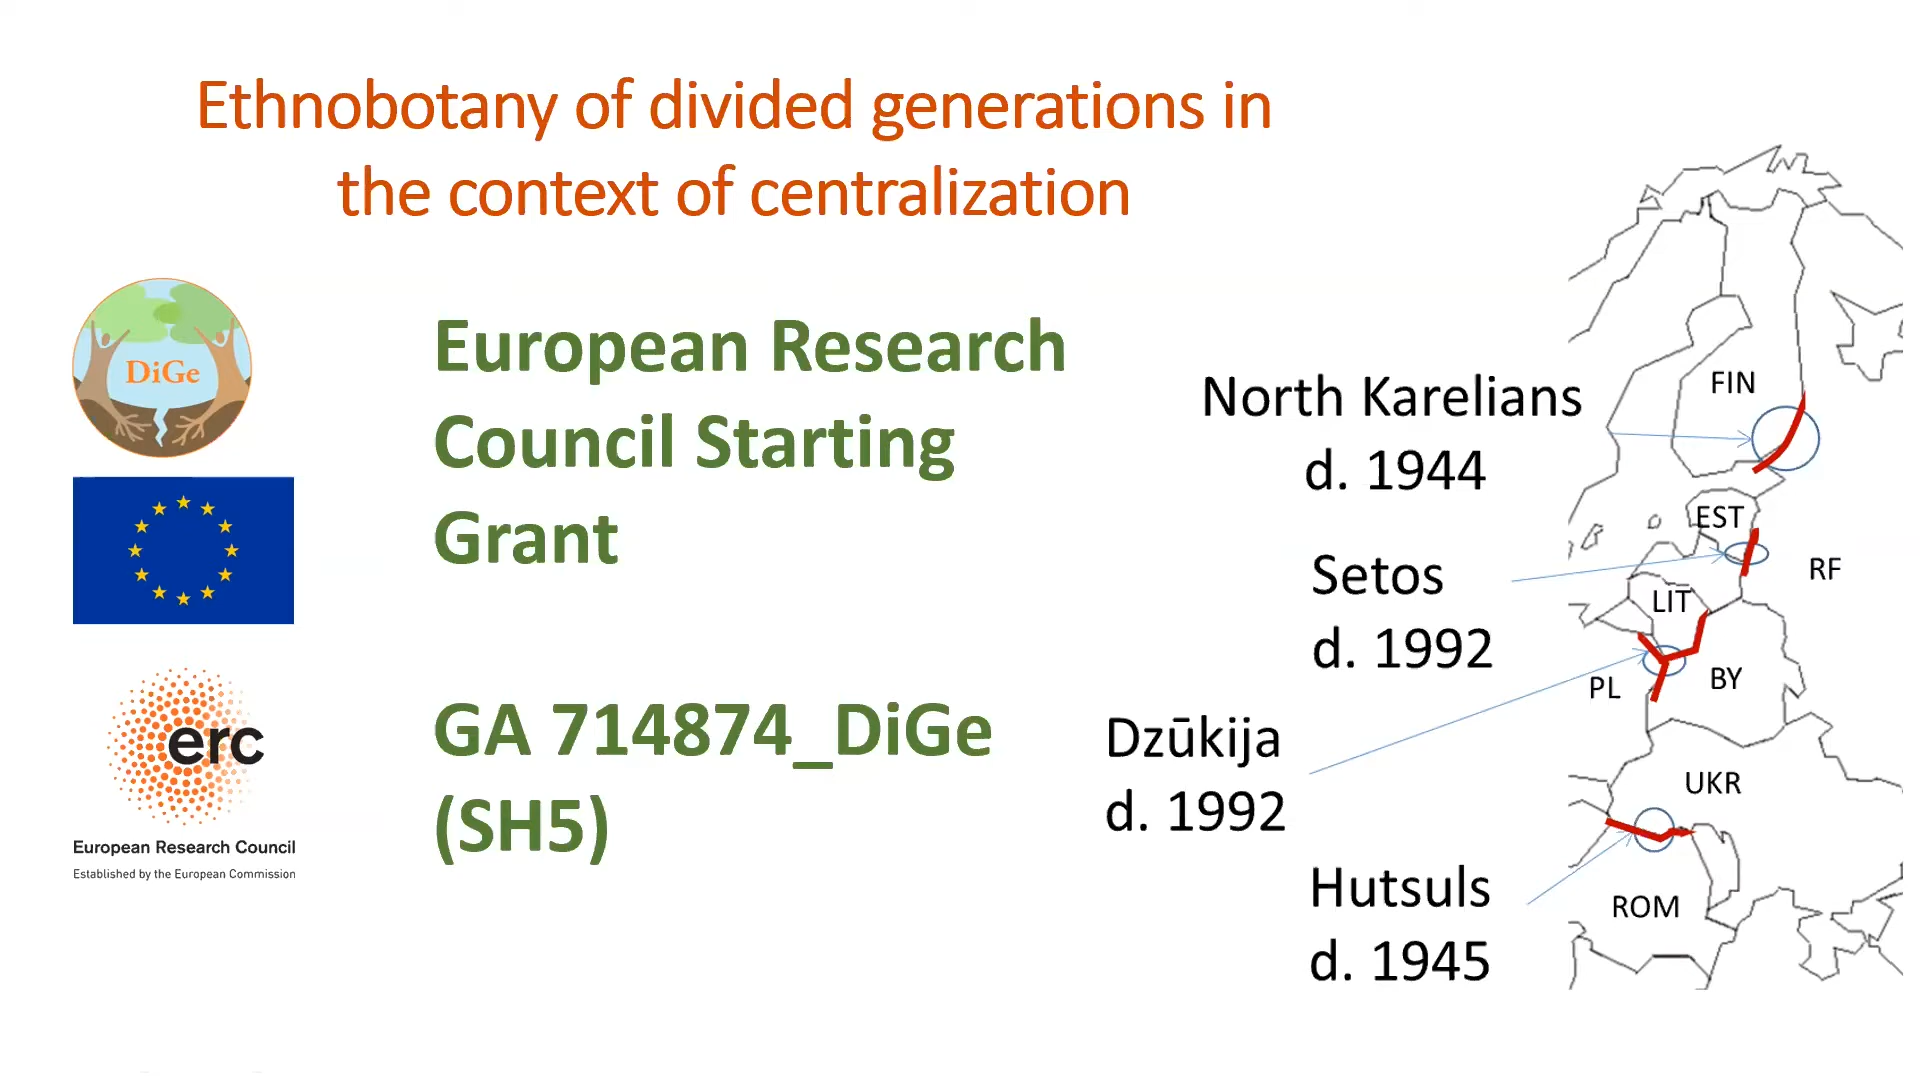 Ethnobotany of divided generations in
the context of centralization
DiGe
European Research
Council Starting
Grant
erc
European Research Council
Established by the European Commission
GA 714874_DiGe
(SH5)
North Karelians
d. 1944
Setos
d. 1992
Dzūkija
d. 1992
Hutsuls
d. 1945
FIN
EST
RF
LIT
PL
BY
UKR
ROM